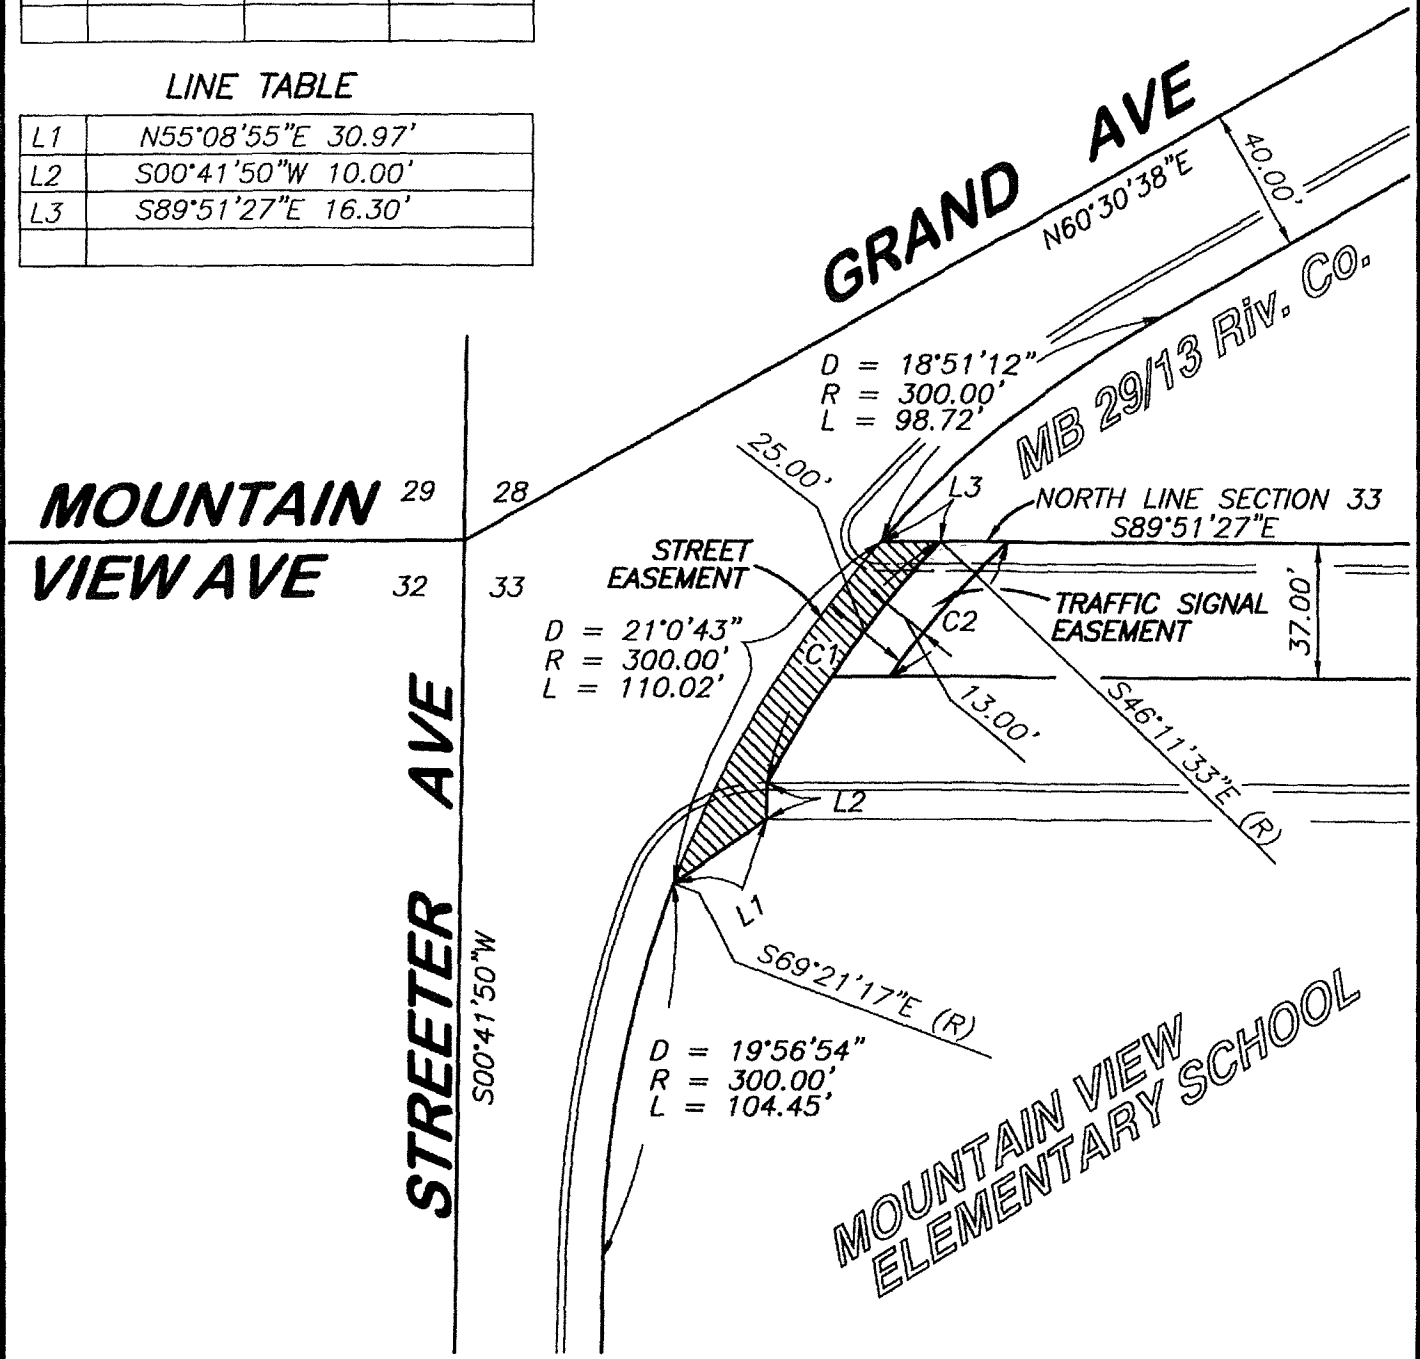 LINE TABLE
L1 N55°08'55"E 30.97'
L2 S00°41'50"W 10.00'
L3 S89°51'27"E 16.30'
GRAND AVE
N60°30'38"E
40.00'
MB 29/13 Riv. Co.
D = 18°51'12"
R = 300.00'
L = 98.72'
25.00'
L3
MOUNTAIN
VIEW AVE
29
28
32
33
NORTH LINE SECTION 33
S89°51'27"E
STREET
EASEMENT
TRAFFIC SIGNAL
EASEMENT
37.00'
D = 21°0'43"
R = 300.00'
L = 110.02'
C1
C2
13.00'
S46°11'33"E (R)
L2
L1
S69°21'17"E (R)
STREETER AVE
S00°41'50"W
D = 19°56'54"
R = 300.00'
L = 104.45'
MOUNTAIN VIEW
ELEMENTARY SCHOOL